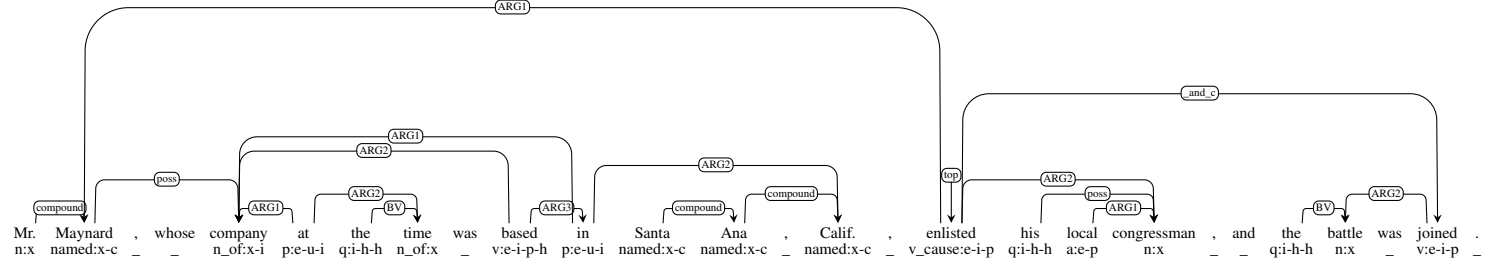 ARG1
_and_c
ARG1
ARG2
ARG2
top
poss
ARG2
ARG2
compound
ARG2
poss
ARG2
compound
ARG1
BV
ARG3
compound
ARG1
BV
Mr. Maynard , whose company at the time was based in Santa Ana , Calif. , enlisted his local congressman , and the battle was joined .
n:x named:x-c _ _ n_of:x-i p:e-u-i q:i-h-h n_of:x _ v:e-i-p-h p:e-u-i named:x-c named:x-c _ named:x-c _ v_cause:e-i-p q:i-h-h a:e-p n:x _ _ q:i-h-h n:x _ v:e-i-p _